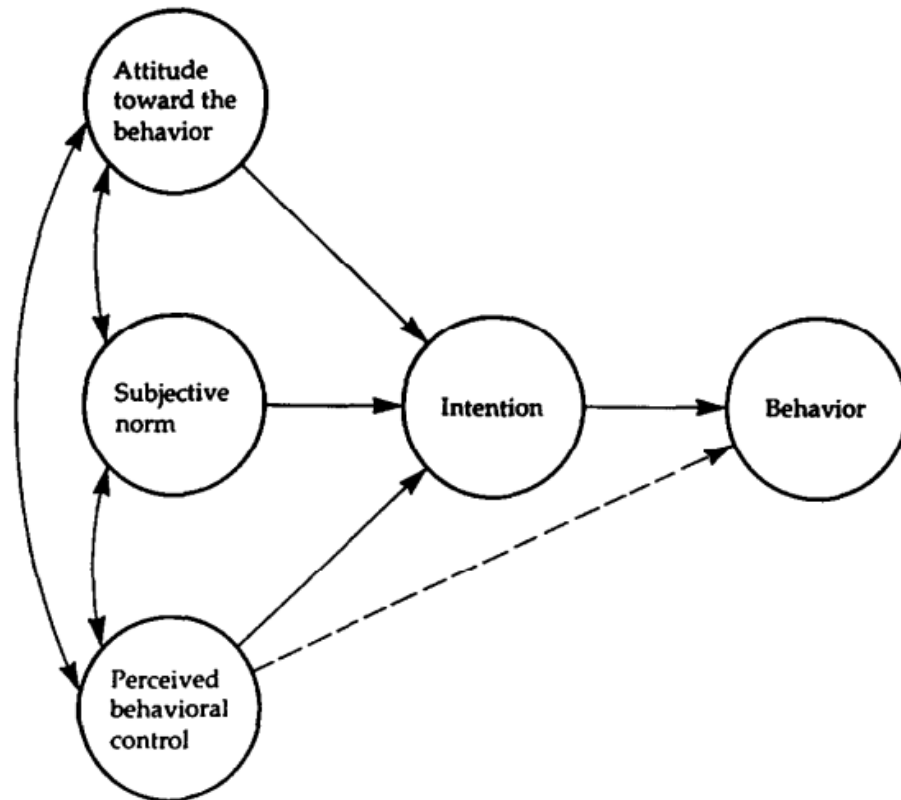 Attitude
toward the
behavior
Subjective
norm
Intention
Behavior
Perceived
behavioral
control